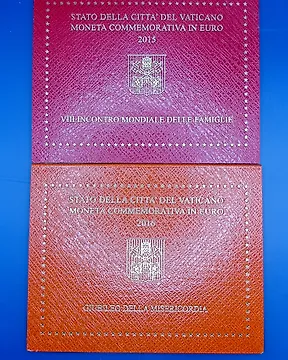 STATO DELLA CITTA' DEL VATICANO
MONETA COMMEMORATIVA IN EURO
2015
VIII INCONTRO MONDIALE DELLE FAMIGLIE
STATO DELLA CITTA' DEL VATICANO
MONETA COMMEMORATIVA IN EURO
2016
GIUBILEO DELLA MISERICORDIA